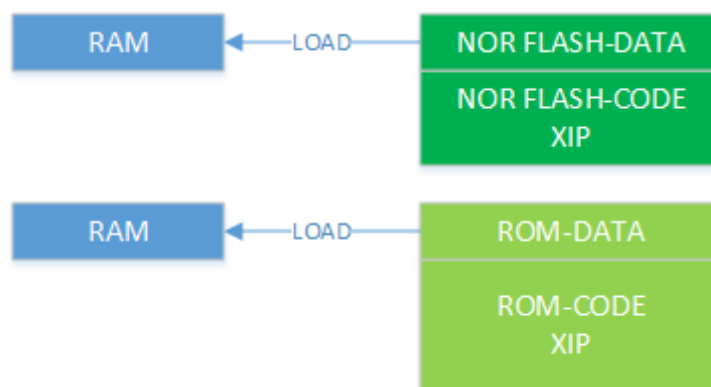 RAM
LOAD
NOR FLASH-DATA
NOR FLASH-CODE
XIP
RAM
LOAD
ROM-DATA
ROM-CODE
XIP